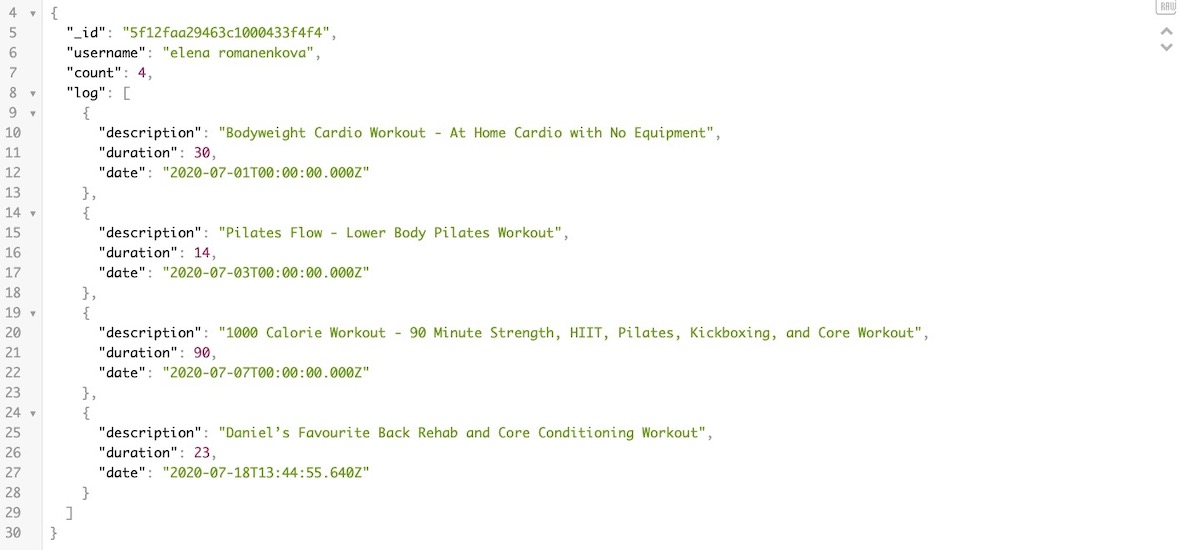 RAW
4 {
5 "_id": "5f12faa29463c1000433f4f4",
6 "username": "elena romanenkova",
7 "count": 4,
8 "log": [
9 {
10 "description": "Bodyweight Cardio Workout - At Home Cardio with No Equipment",
11 "duration": 30,
12 "date": "2020-07-01T00:00:00.000Z"
13 },
14 {
15 "description": "Pilates Flow - Lower Body Pilates Workout",
16 "duration": 14,
17 "date": "2020-07-03T00:00:00.000Z"
18 },
19 {
20 "description": "1000 Calorie Workout - 90 Minute Strength, HIIT, Pilates, Kickboxing, and Core Workout",
21 "duration": 90,
22 "date": "2020-07-07T00:00:00.000Z"
23 },
24 {
25 "description": "Daniel’s Favourite Back Rehab and Core Conditioning Workout",
26 "duration": 23,
27 "date": "2020-07-18T13:44:55.640Z"
28 }
29 ]
30 }